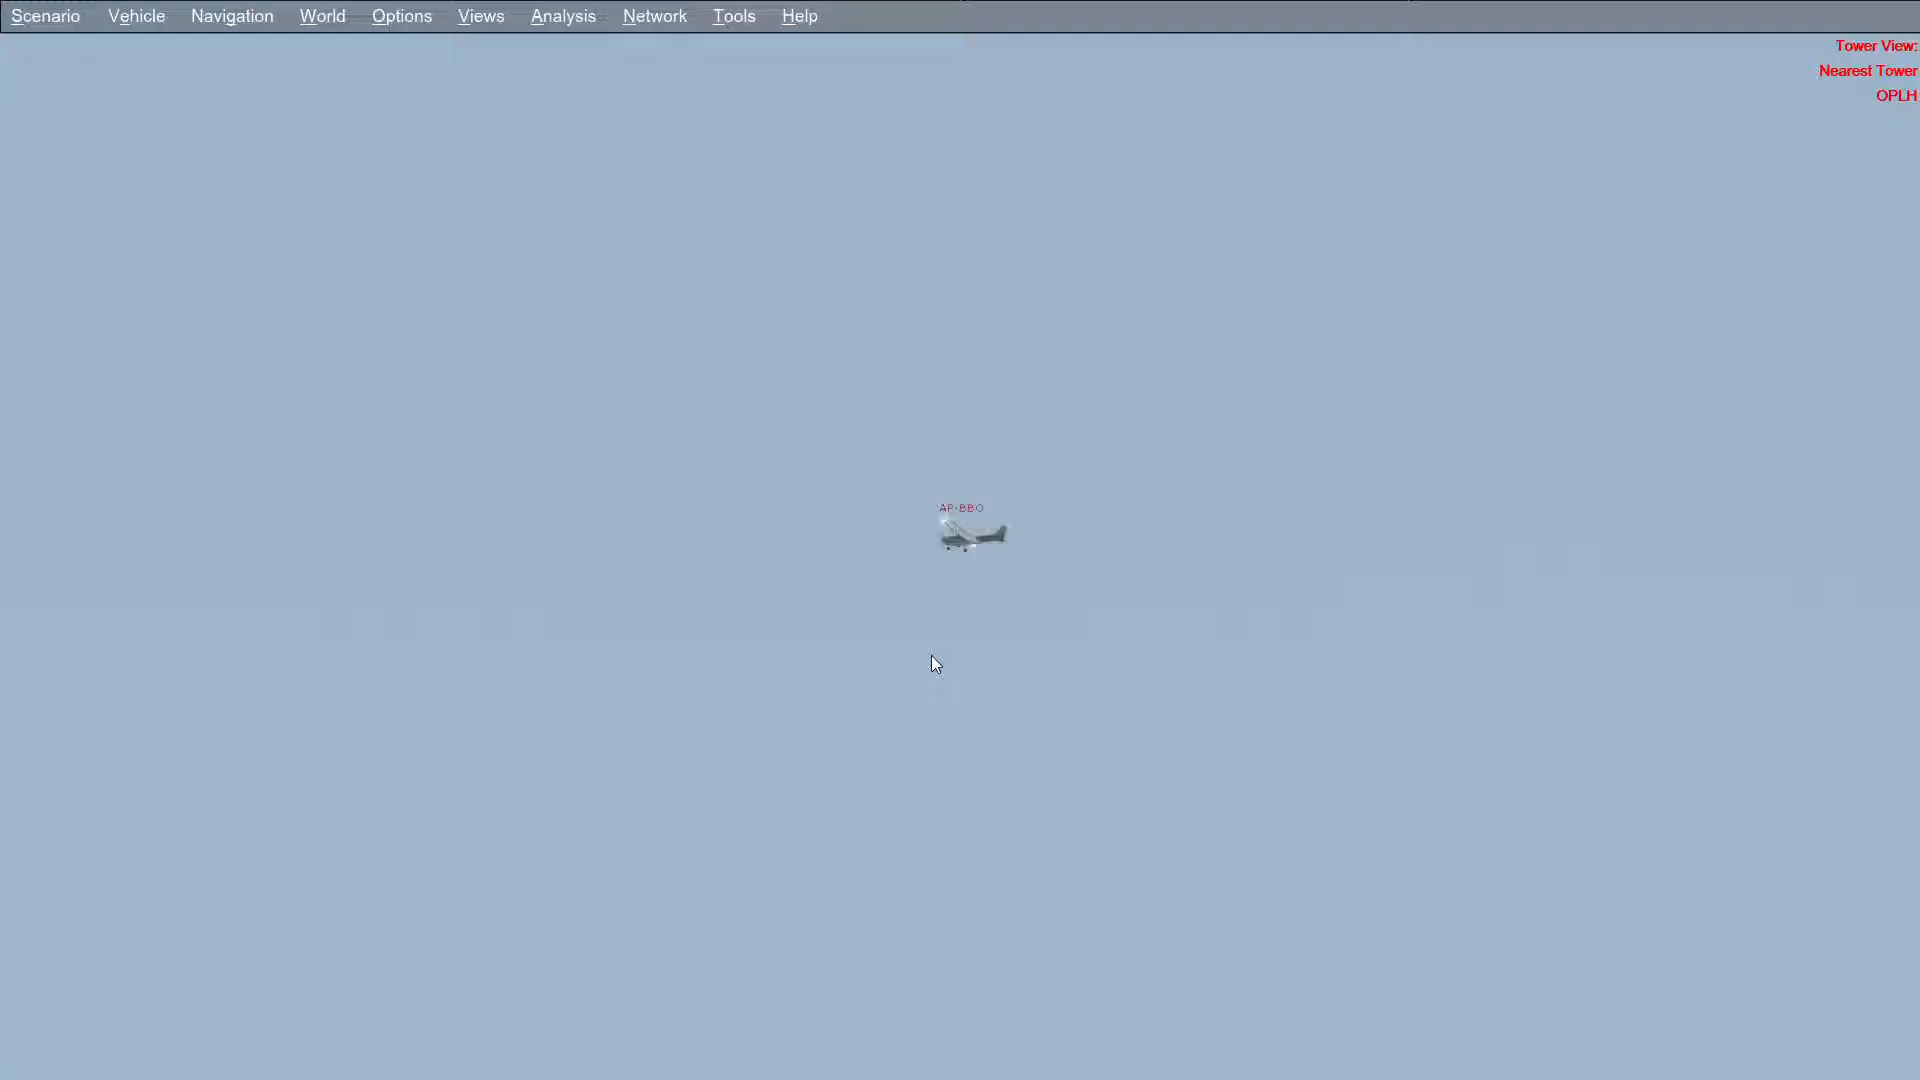 Scenario Vehicle Navigation World Options Views Analysis Network Tools Help
Tower View:
Nearest Tower
OPLH
AP-BBO